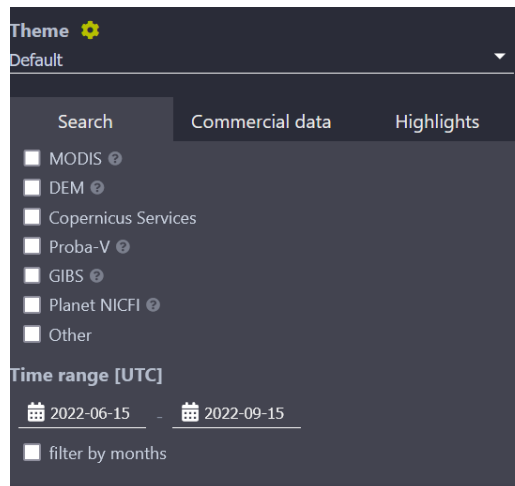 Theme
Default
Search Commercial data Highlights
MODIS ?
DEM ?
Copernicus Services
Proba-V ?
GIBS ?
Planet NICFI ?
Other
Time range [UTC]
2022-06-15 - 2022-09-15
filter by months